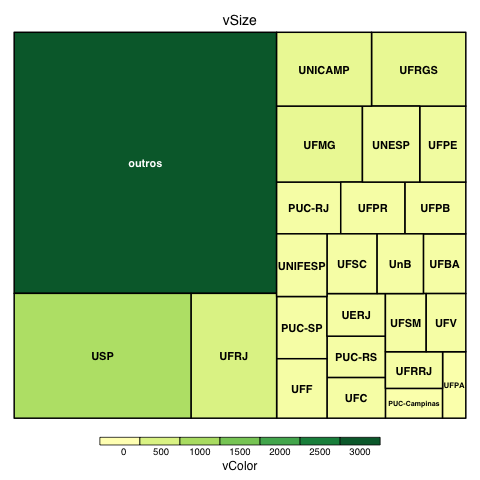 vSize
outros
UNICAMP
UFRGS
UFMG
UNESP
UFPE
PUC-RJ
UFPR
UFPB
UNIFESP
UFSC
UnB
UFBA
USP
UFRJ
PUC-SP
UERJ
UFSM
UFV
PUC-RS
UFF
UFRRJ
UFPA
UFC
PUC-Campinas
0 500 1000 1500 2000 2500 3000
vColor